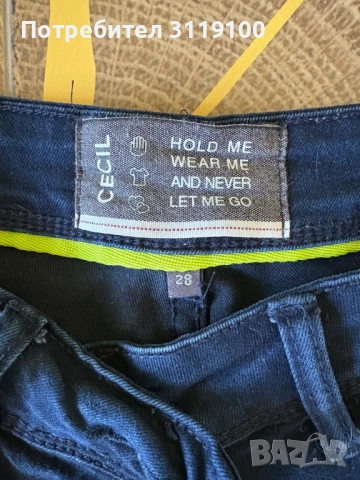 Потребител 3119100
CECIL
HOLD ME
WEAR ME
AND NEVER
LET ME GO
28
BAZAR